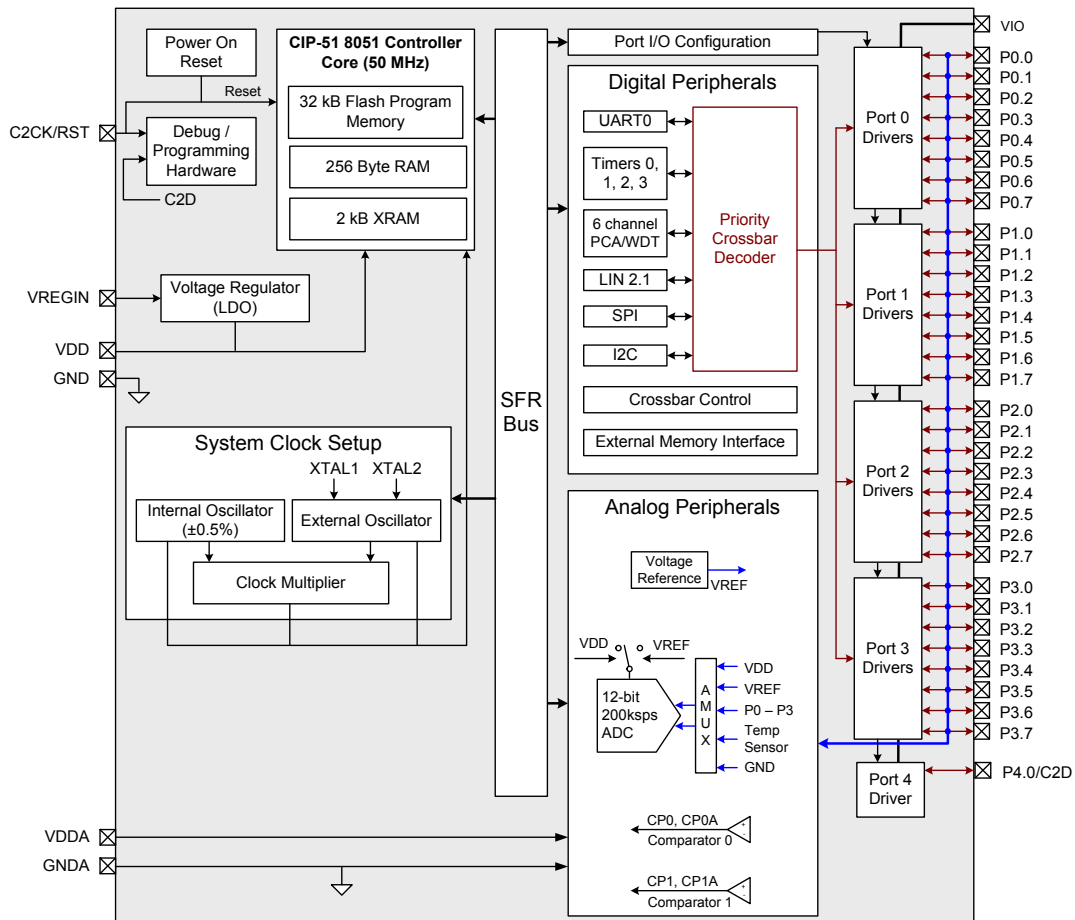 Power On
Reset
Reset
C2CK/RST
Debug /
Programming
Hardware
C2D
CIP-51 8051 Controller
Core (50 MHz)
32 kB Flash Program
Memory
256 Byte RAM
2 kB XRAM
VREGIN
Voltage Regulator
(LDO)
VDD
GND
System Clock Setup
XTAL1
XTAL2
Internal Oscillator
(±0.5%)
External Oscillator
Clock Multiplier
VDDA
GNDA
SFR
Bus
Port I/O Configuration
Digital Peripherals
UART0
Timers 0,
1, 2, 3
6 channel
PCA/WDT
LIN 2.1
SPI
I2C
Priority
Crossbar
Decoder
Crossbar Control
External Memory Interface
Analog Peripherals
Voltage
Reference
VREF
VDD
VREF
12-bit
200ksps
ADC
A
M
U
X
VDD
VREF
P0 – P3
Temp
Sensor
GND
CP0, CP0A
+
-
Comparator 0
CP1, CP1A
+
-
Comparator 1
Port 0
Drivers
Port 1
Drivers
Port 2
Drivers
Port 3
Drivers
Port 4
Driver
VIO
P0.0
P0.1
P0.2
P0.3
P0.4
P0.5
P0.6
P0.7
P1.0
P1.1
P1.2
P1.3
P1.4
P1.5
P1.6
P1.7
P2.0
P2.1
P2.2
P2.3
P2.4
P2.5
P2.6
P2.7
P3.0
P3.1
P3.2
P3.3
P3.4
P3.5
P3.6
P3.7
P4.0/C2D